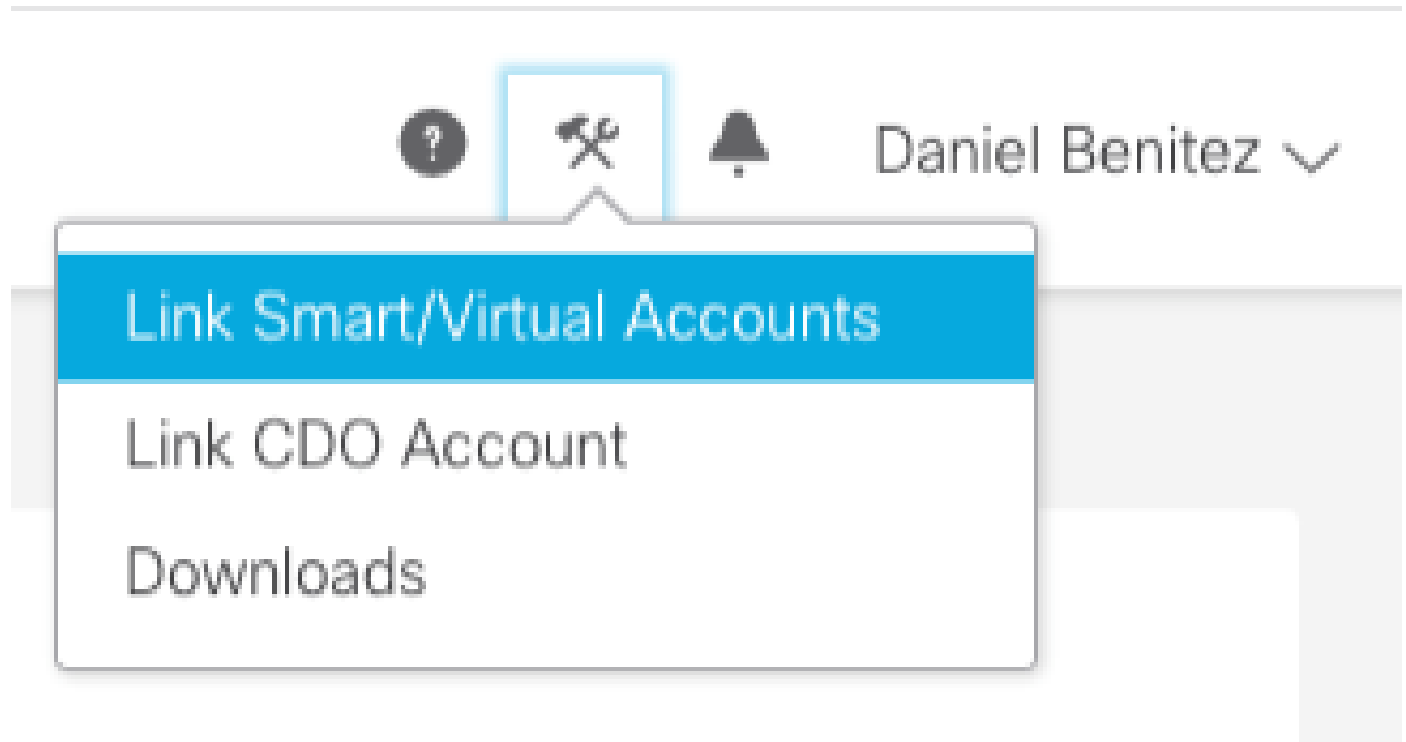 Daniel Benitez
Link Smart/Virtual Accounts
Link CDO Account
Downloads